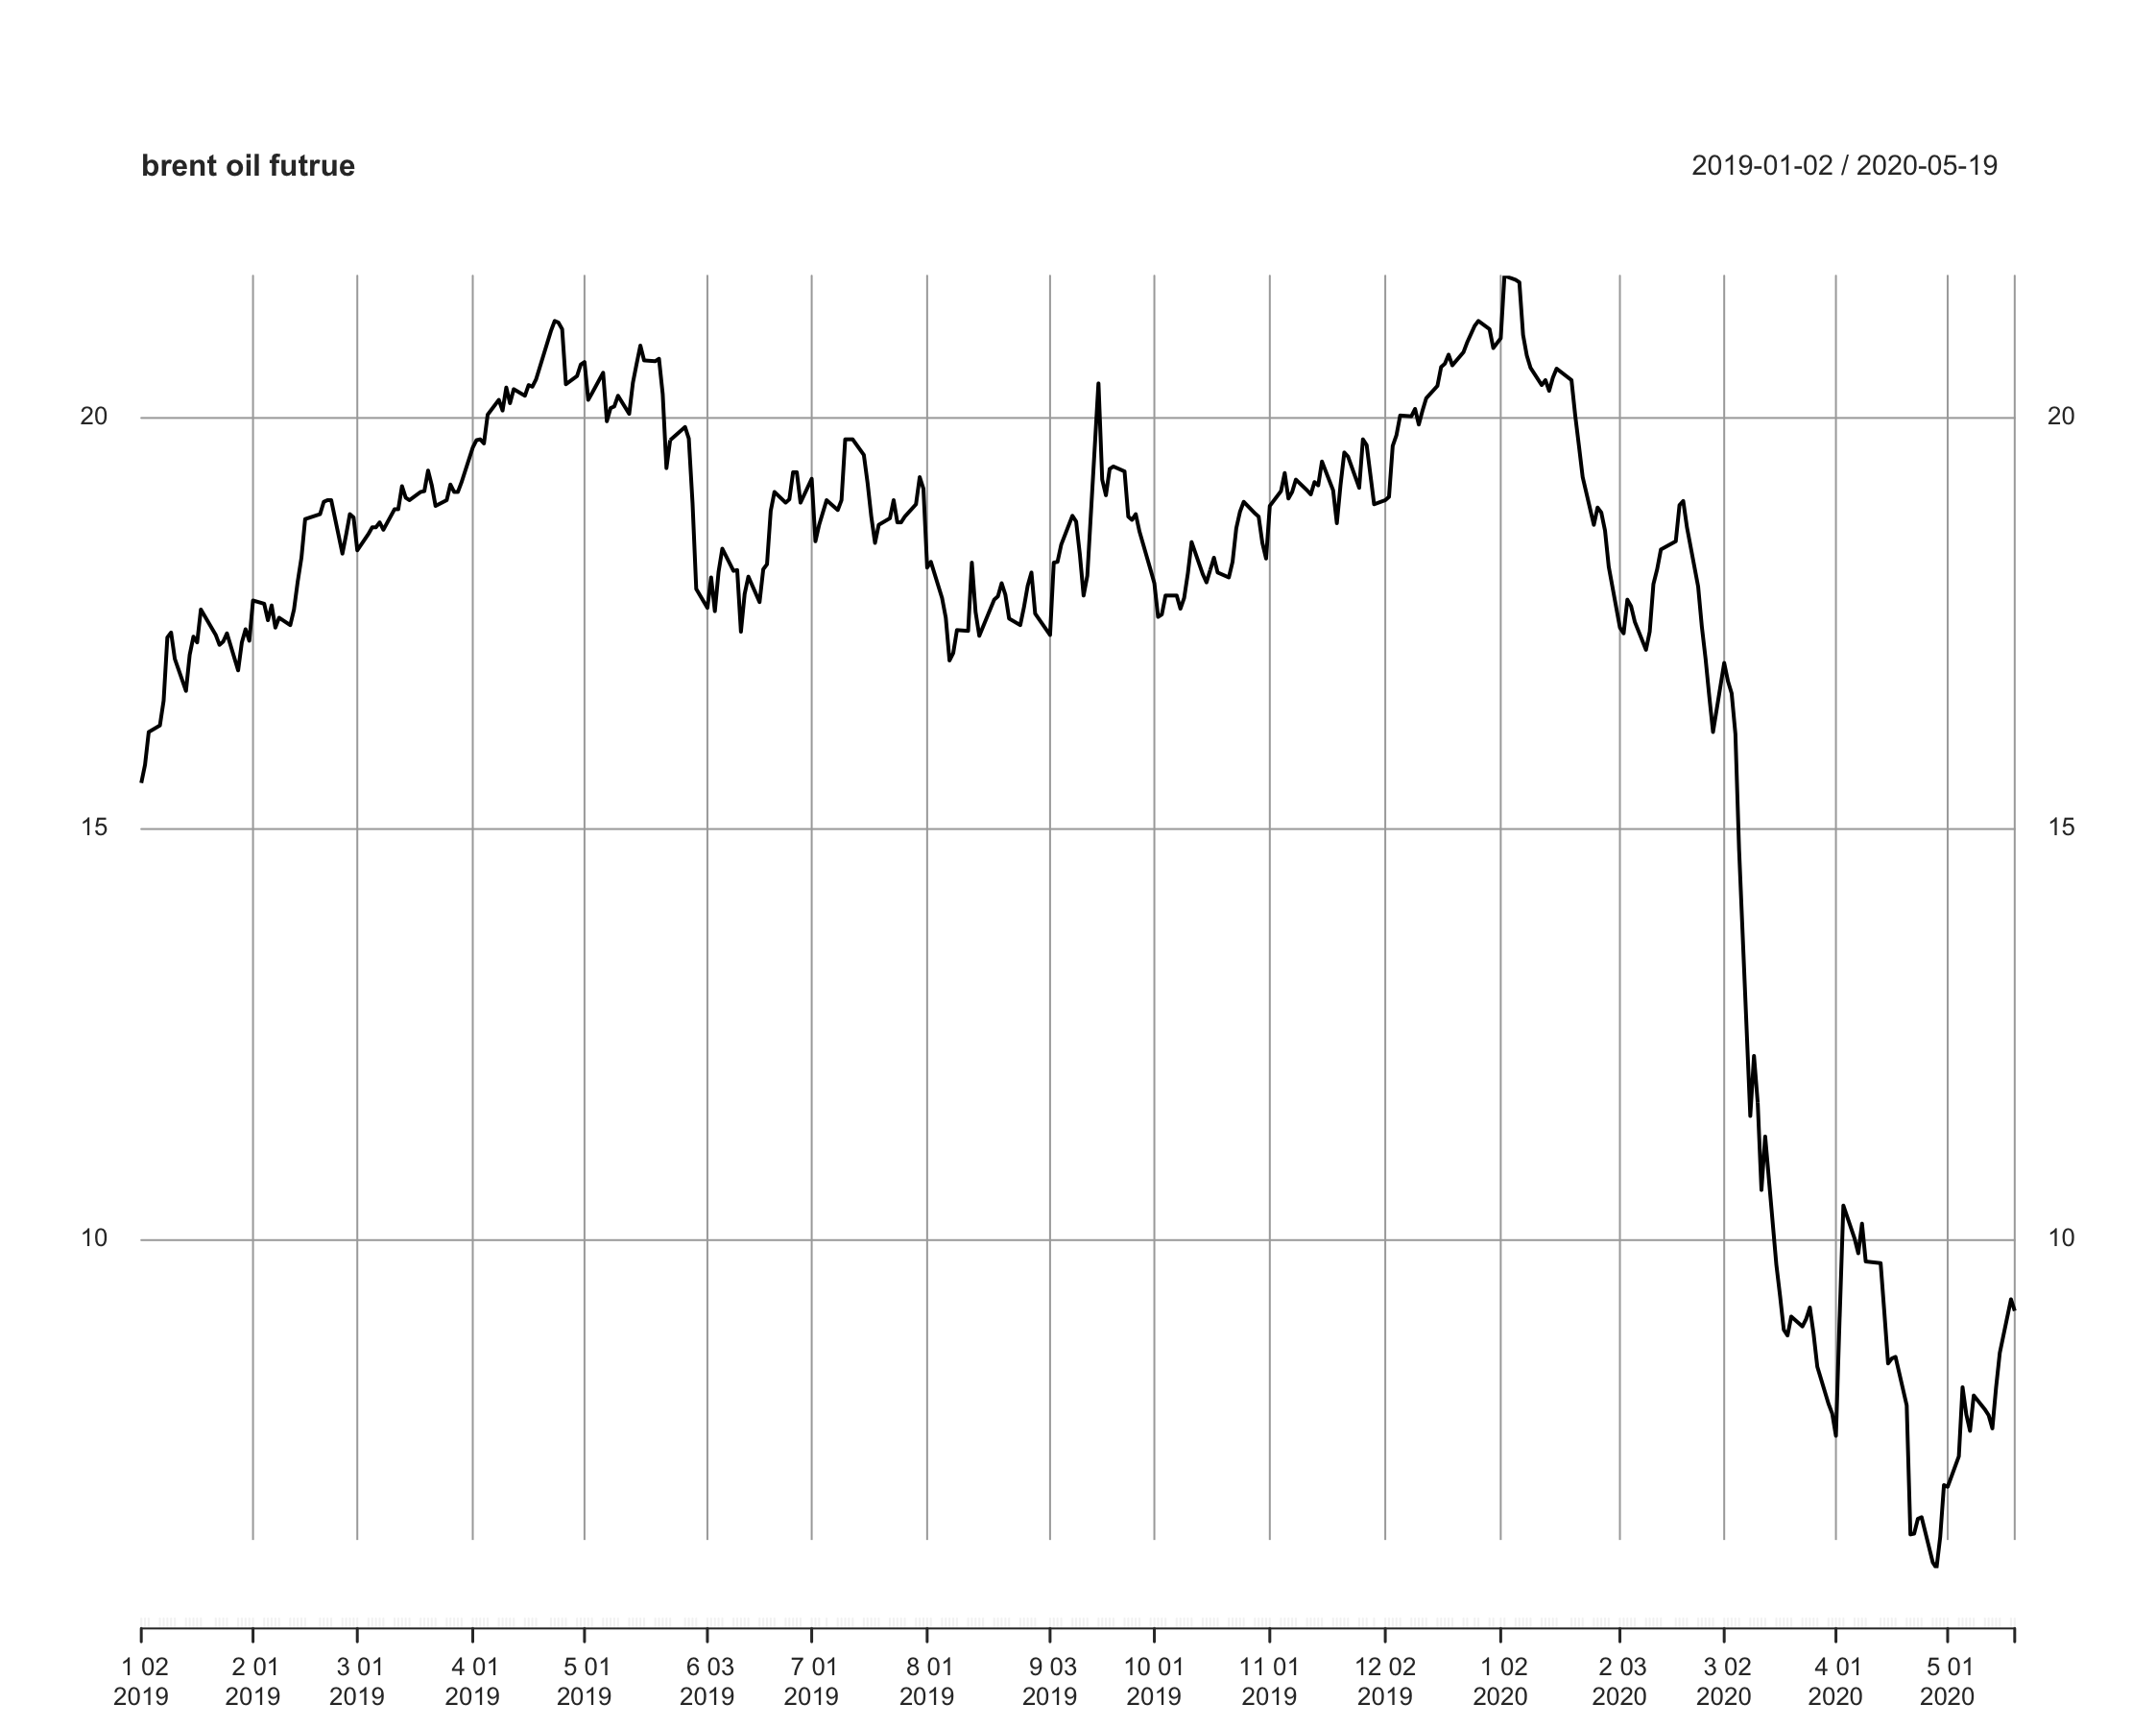 brent oil futrue 2019-01-02 / 2020-05-19
20 20
15 15
10 10
1 02 2 01 3 01 4 01 5 01 6 03 7 01 8 01 9 03 10 01 11 01 12 02 1 02 2 03 3 02 4 01 5 01
2019 2019 2019 2019 2019 2019 2019 2019 2019 2019 2019 2019 2020 2020 2020 2020 2020